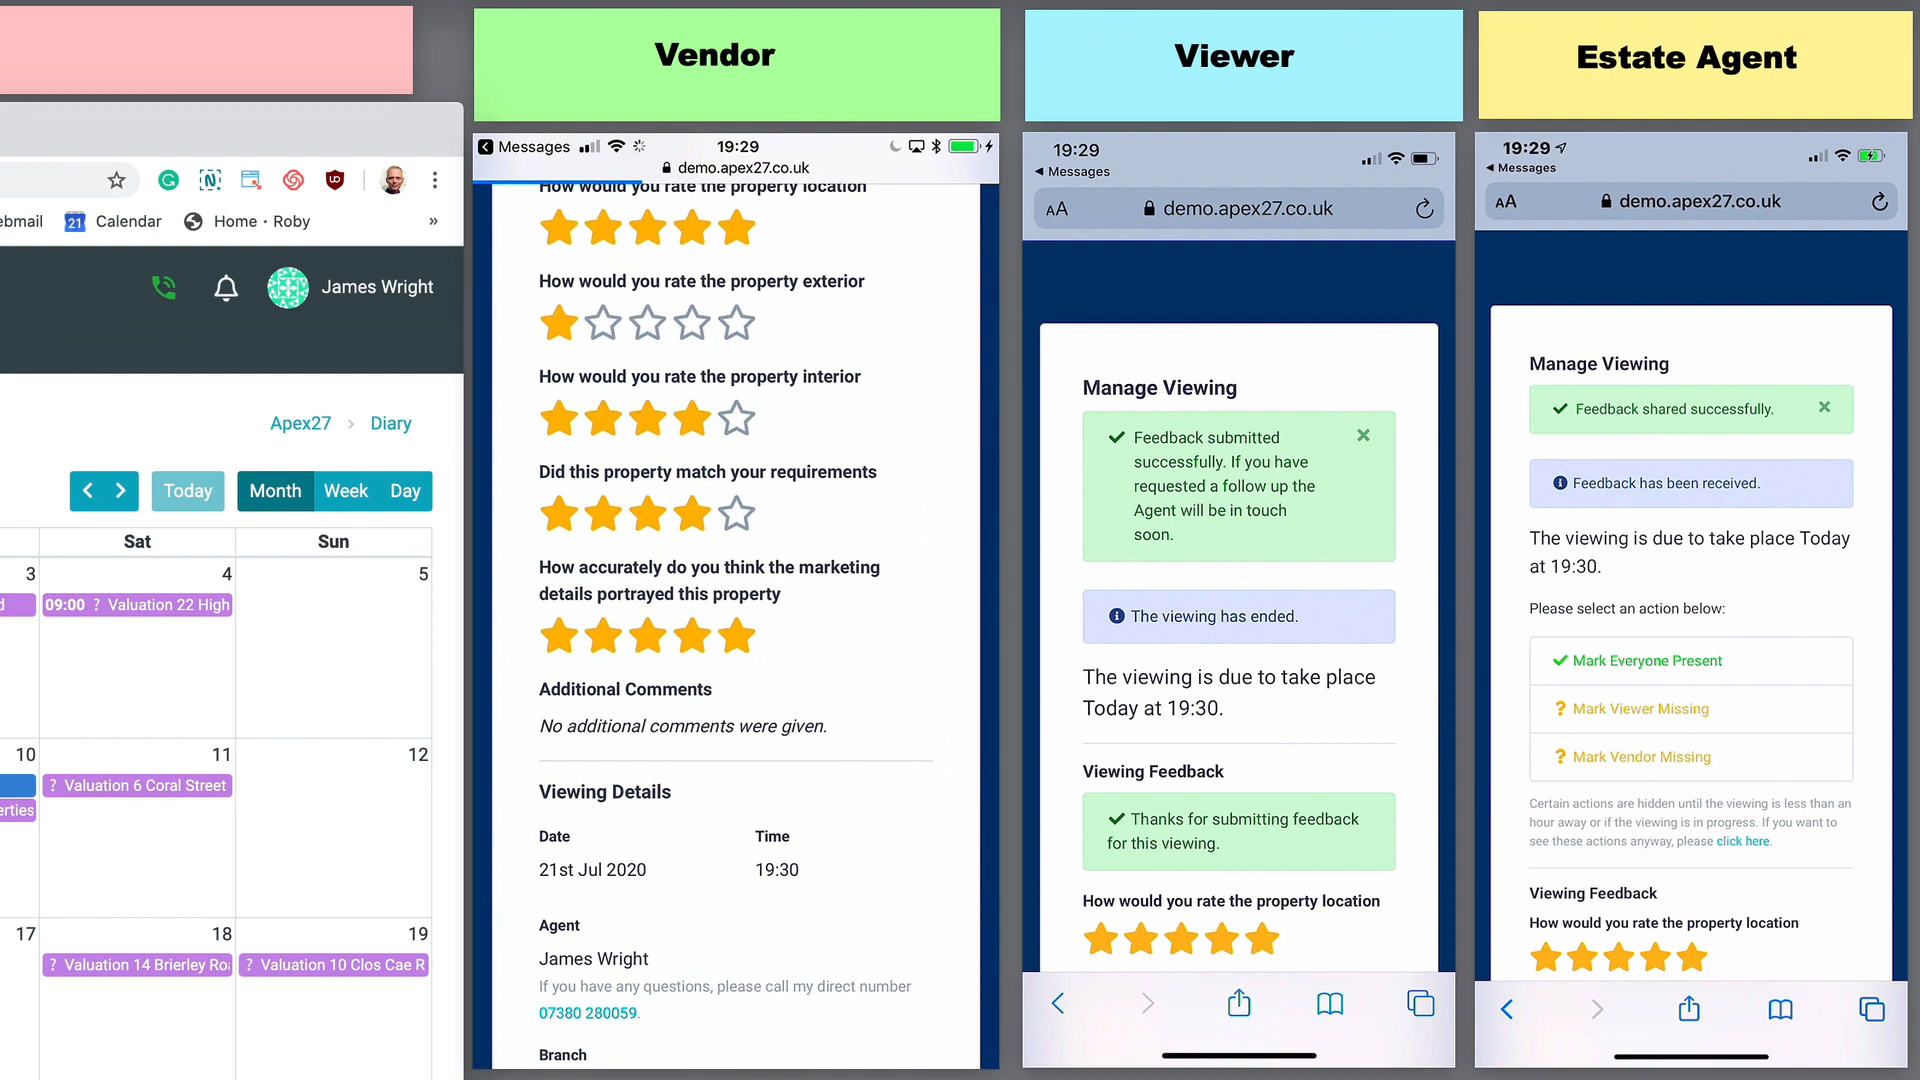 Vendor
Viewer
Estate Agent
ebmail
21
Calendar
Home • Roby
»
James Wright
Apex27
Diary
Today
Month
Week
Day
Sat
Sun
3
4
5
d
09:00 ? Valuation 22 High
10
11
12
? Valuation 6 Coral Street
erties
17
18
19
? Valuation 14 Brierley Ro
? Valuation 10 Clos Cae R
Messages
19:29
demo.apex27.co.uk
How would you rate the property location
How would you rate the property exterior
How would you rate the property interior
Did this property match your requirements
How accurately do you think the marketing
details portrayed this property
Additional Comments
No additional comments were given.
Viewing Details
Date
Time
21st Jul 2020
19:30
Agent
James Wright
If you have any questions, please call my direct number
07380 280059.
Branch
19:29
Messages
AA
demo.apex27.co.uk
Manage Viewing
Feedback submitted
successfully. If you have
requested a follow up the
Agent will be in touch
soon.
The viewing has ended.
The viewing is due to take place
Today at 19:30.
Viewing Feedback
Thanks for submitting feedback
for this viewing.
How would you rate the property location
19:29
Messages
AA
demo.apex27.co.uk
Manage Viewing
Feedback shared successfully.
Feedback has been received.
The viewing is due to take place Today
at 19:30.
Please select an action below:
Mark Everyone Present
? Mark Viewer Missing
? Mark Vendor Missing
Certain actions are hidden until the viewing is less than an
hour away or if the viewing is in progress. If you want to
see these actions anyway, please click here.
Viewing Feedback
How would you rate the property location